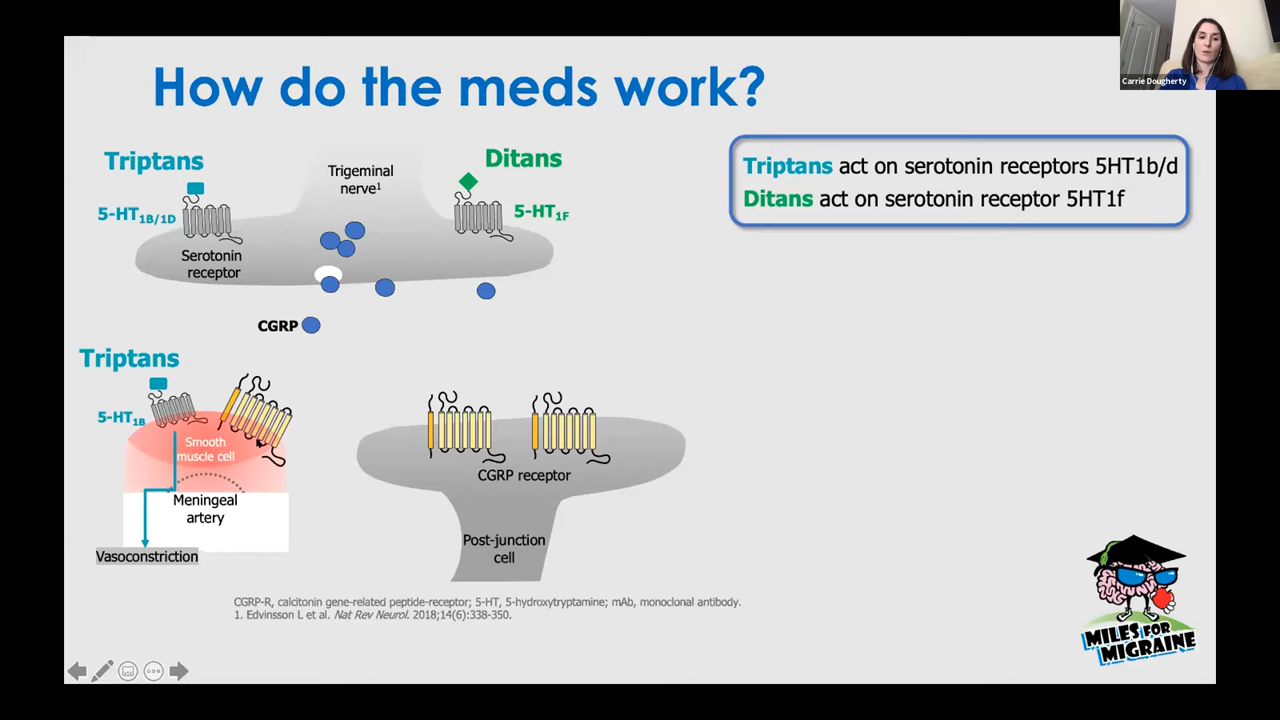 Carrie Dougherty
How do the meds work?
Triptans
Trigeminal
nerve1
Ditans
5-HT1B/1D
5-HT1F
Serotonin
receptor
CGRP
Triptans act on serotonin receptors 5HT1b/d
Ditans act on serotonin receptor 5HT1f
Triptans
5-HT1B
Smooth
muscle cell
Meningeal
artery
Vasoconstriction
CGRP receptor
Post-junction
cell
CGRP-R, calcitonin gene-related peptide-receptor; 5-HT, 5-hydroxytryptamine; mAb, monoclonal antibody.
1. Edvinsson L et al. Nat Rev Neurol. 2018;14(6):338-350.
MILES FOR
MIGRAINE